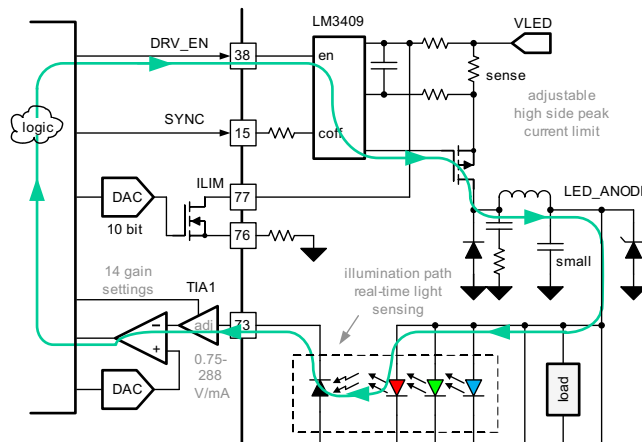 LM3409
DRV_EN
38
en
VLED
sense
adjustable
high side peak
current limit
logic
SYNC
15
coff
ILIM
77
LED_ANODE
DAC
10 bit
76
small
14 gain
settings
TIA1
illumination path
real-time light
sensing
73
adj
–
+
0.75-
288
V/mA
DAC
load